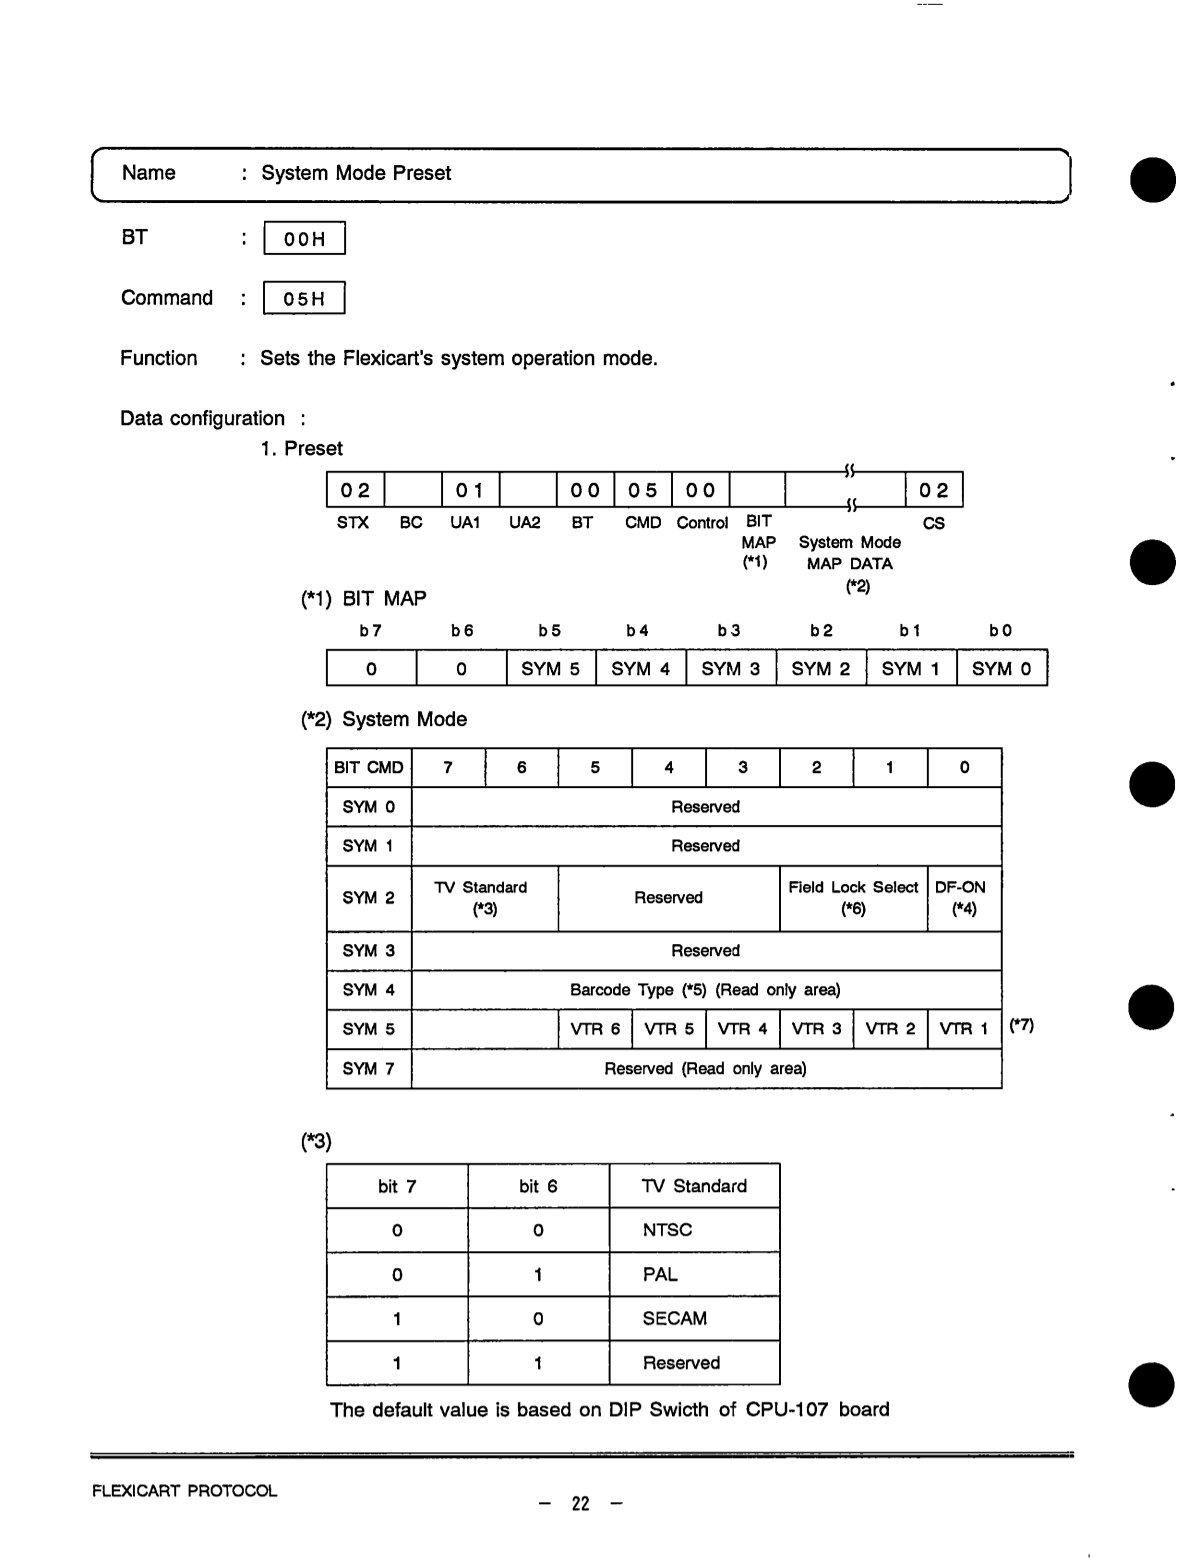 Name : System Mode Preset
BT : 00H
Command : 05H
Function : Sets the Flexicart's system operation mode.
Data configuration :
1. Preset
02 01 00 05 00 02
STX BC UA1 UA2 BT CMD Control BIT MAP (*1) System Mode MAP DATA (*2) CS
(*1) BIT MAP
b7 b6 b5 b4 b3 b2 b1 b0
0 0 SYM 5 SYM 4 SYM 3 SYM 2 SYM 1 SYM 0
(*2) System Mode
BIT CMD 7 6 5 4 3 2 1 0
SYM 0 Reserved
SYM 1 Reserved
SYM 2 TV Standard (*3) Reserved Field Lock Select (*6) DF-ON (*4)
SYM 3 Reserved
SYM 4 Barcode Type (*5) (Read only area)
SYM 5 VTR 6 VTR 5 VTR 4 VTR 3 VTR 2 VTR 1 (*7)
SYM 7 Reserved (Read only area)
(*3)
bit 7 bit 6 TV Standard
0 0 NTSC
0 1 PAL
1 0 SECAM
1 1 Reserved
The default value is based on DIP Swicth of CPU-107 board
FLEXICART PROTOCOL
– 22 –